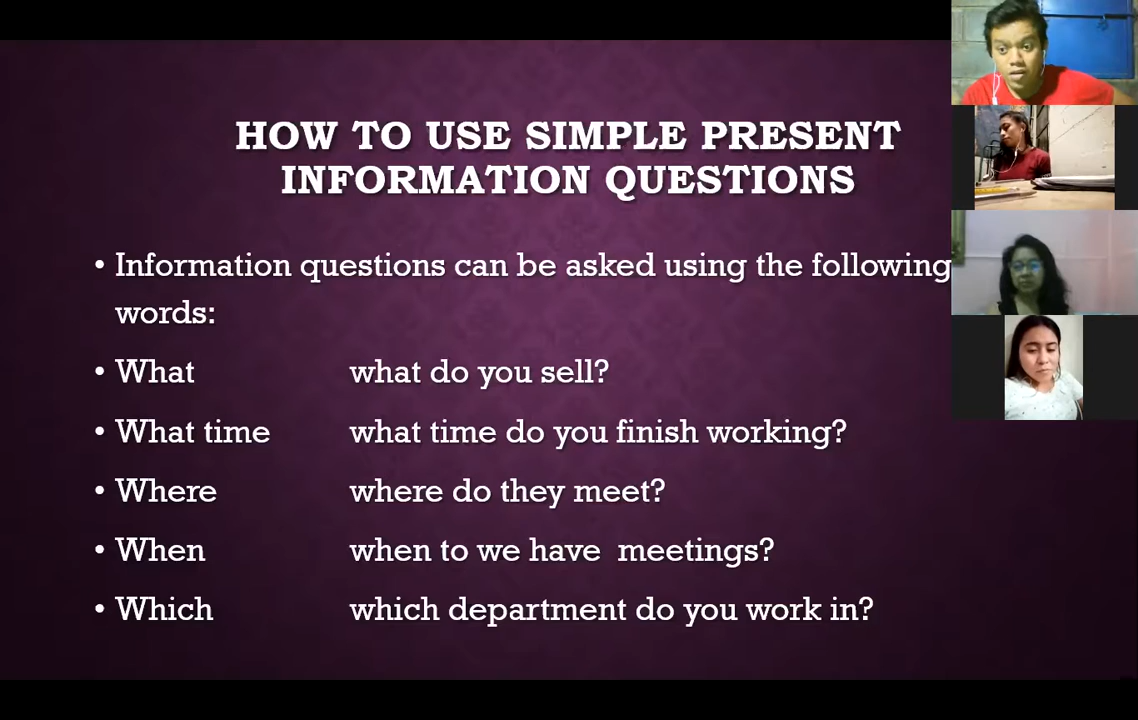 HOW TO USE SIMPLE PRESENT
INFORMATION QUESTIONS
• Information questions can be asked using the following
words:
• What what do you sell?
• What time what time do you finish working?
• Where where do they meet?
• When when to we have meetings?
• Which which department do you work in?